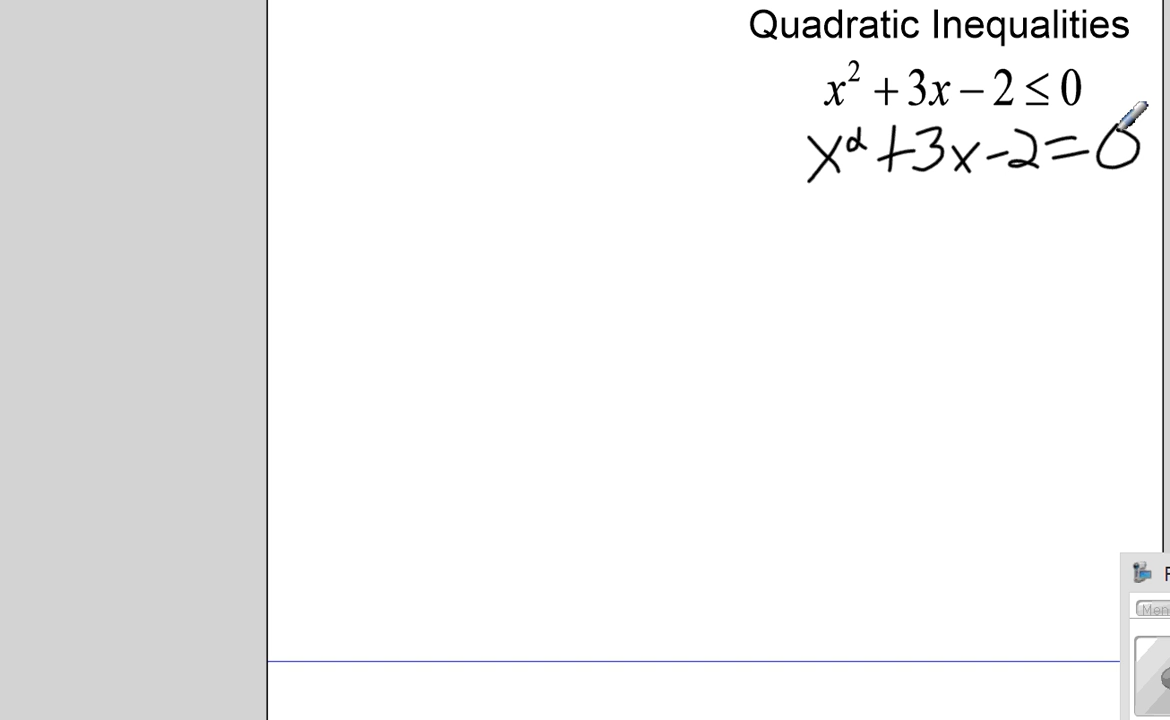 Quadratic Inequalities
x² + 3x − 2 ≤ 0
x² + 3x − 2 = 0